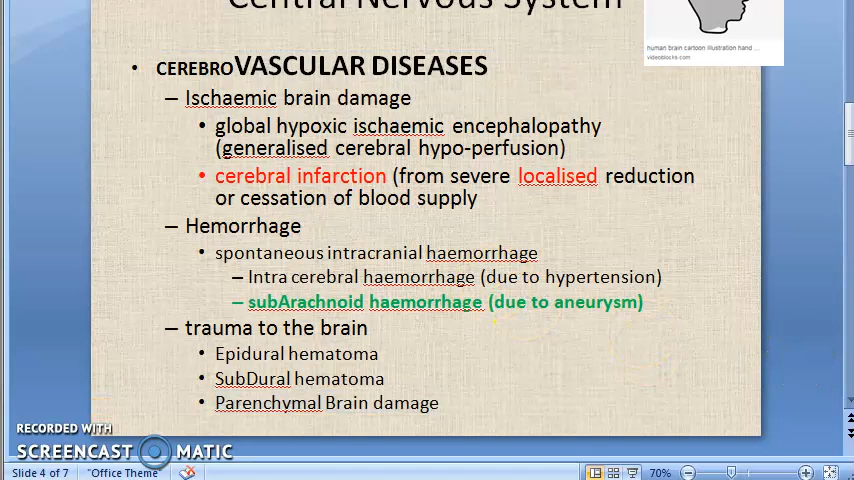 Central Nervous System
human brain cartoon illustration hand ...
videoblocks.com
• CEREBROVASCULAR DISEASES
– Ischaemic brain damage
• global hypoxic ischaemic encephalopathy
(generalised cerebral hypo-perfusion)
• cerebral infarction (from severe localised reduction
or cessation of blood supply
– Hemorrhage
• spontaneous intracranial haemorrhage
– Intra cerebral haemorrhage (due to hypertension)
– subArachnoid haemorrhage (due to aneurysm)
– trauma to the brain
• Epidural hematoma
• SubDural hematoma
• Parenchymal Brain damage
RECORDED WITH
SCREENCAST MATIC
Slide 4 of 7 "Office Theme" 70%